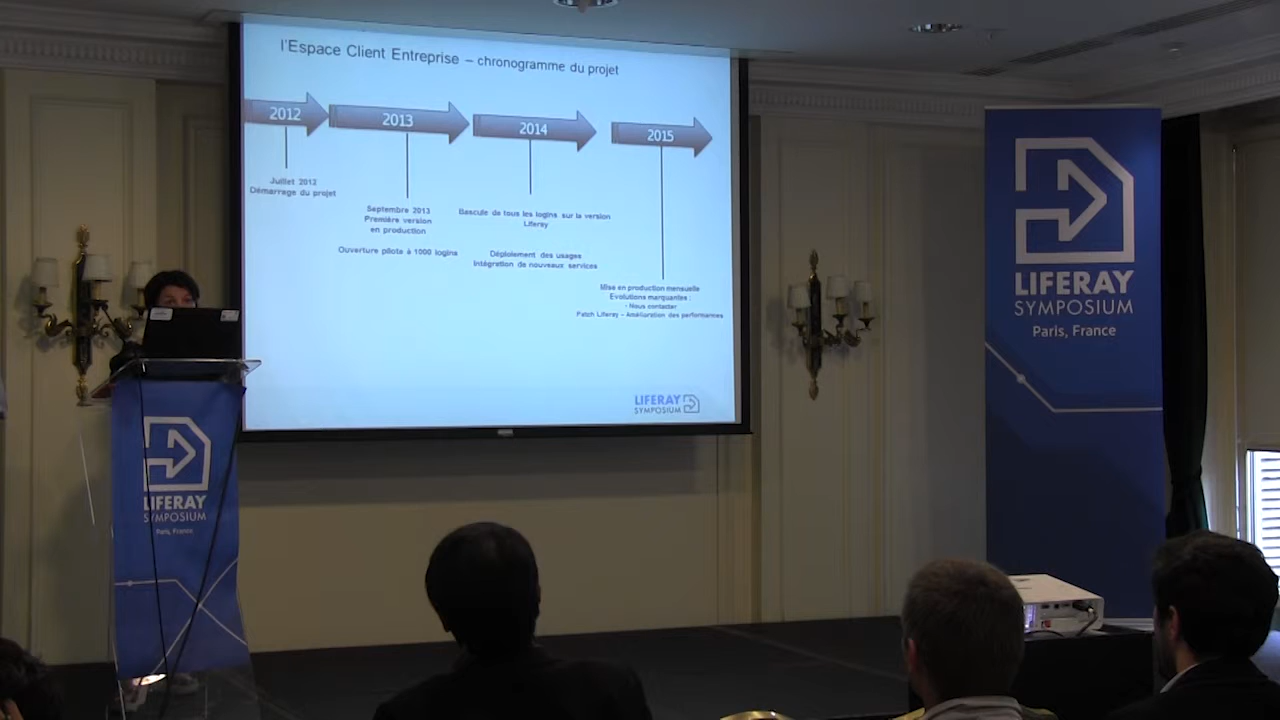 l'Espace Client Entreprise – chronogramme du projet
2012
2013
2014
2015
Juillet 2012
Démarrage du projet
Septembre 2013
Première version
en production
Ouverture pilote à 1000 logins
Bascule de tous les logins sur la version
Liferay
Déploiement des usages
Intégration de nouveaux services
Mise en production mensuelle
Evolutions marquantes :
- Nous contacter
Patch Liferay – Amélioration des performances
LIFERAY
SYMPOSIUM
LIFERAY
SYMPOSIUM
Paris, France
LIFERAY
SYMPOSIUM
Paris, France